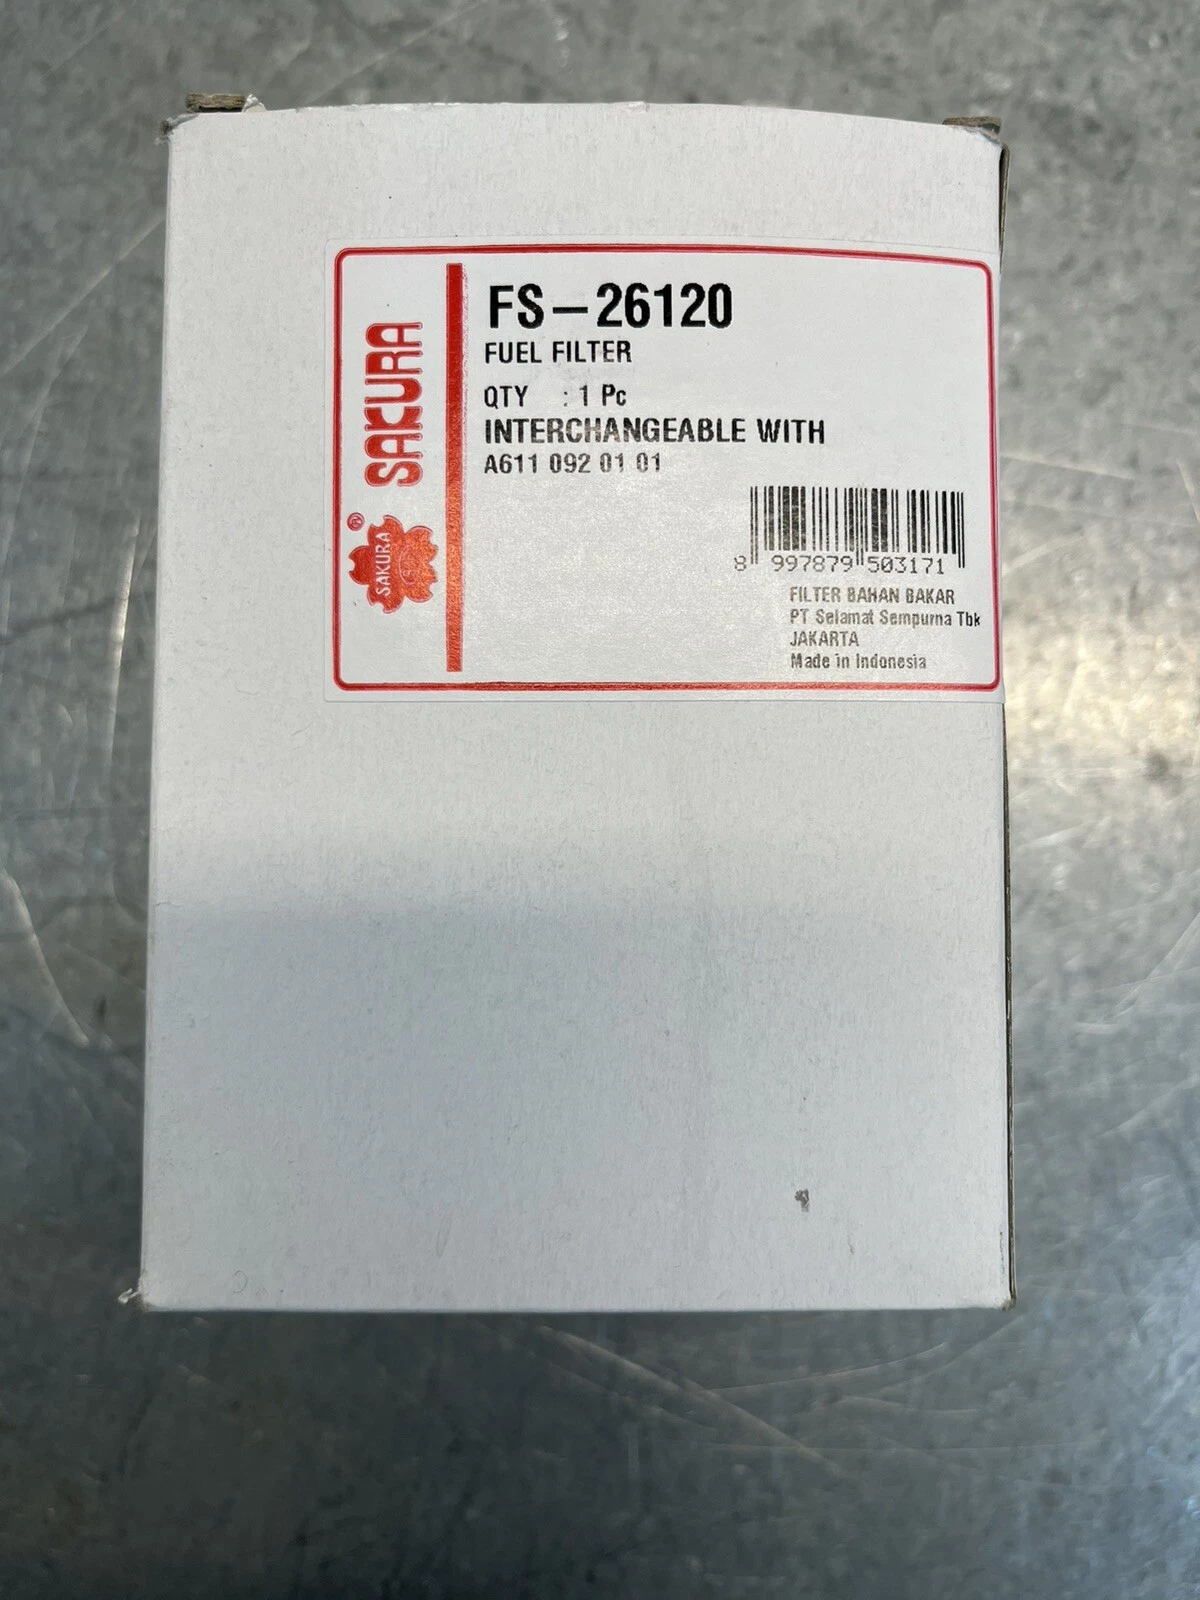 SAKURA
®
SAKURA
FS-26120
FUEL FILTER
QTY : 1 Pc
INTERCHANGEABLE WITH
A611 092 01 01
8 997879 503171
FILTER BAHAN BAKAR
PT Selamat Sempurna Tbk
JAKARTA
Made in Indonesia